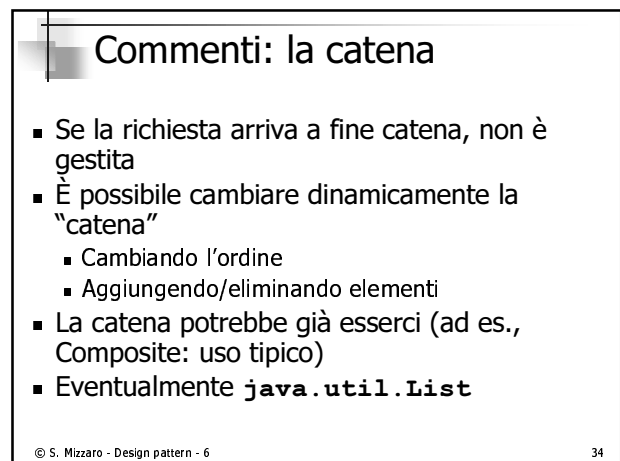 Commenti: la catena
Se la richiesta arriva a fine catena, non è
gestita
È possibile cambiare dinamicamente la
“catena”
Cambiando l’ordine
Aggiungendo/eliminando elementi
La catena potrebbe già esserci (ad es.,
Composite: uso tipico)
Eventualmente java.util.List
© S. Mizzaro - Design pattern - 6
34